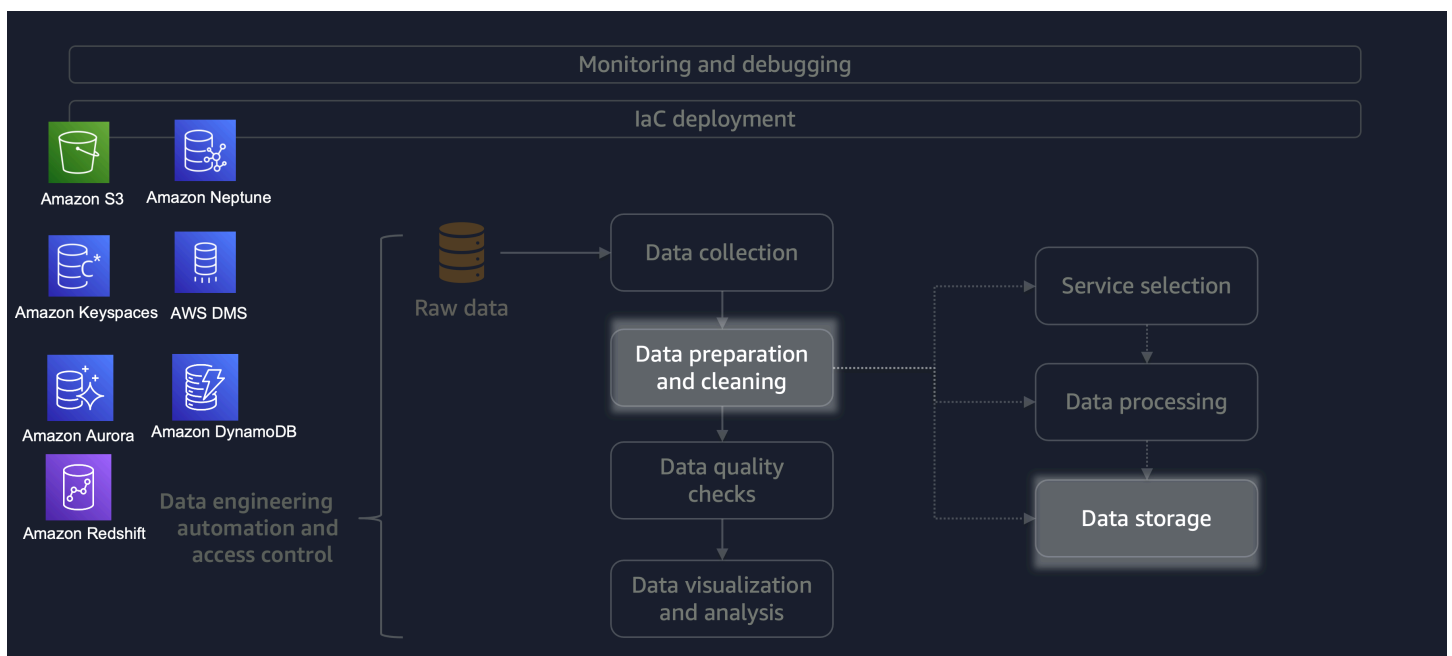 Monitoring and debugging
IaC deployment
Amazon S3
Amazon Neptune
C*
Amazon Keyspaces
AWS DMS
Amazon Aurora
Amazon DynamoDB
Amazon Redshift
Data engineering
automation and
access control
Raw data
Data collection
Data preparation
and cleaning
Data quality
checks
Data visualization
and analysis
Service selection
Data processing
Data storage